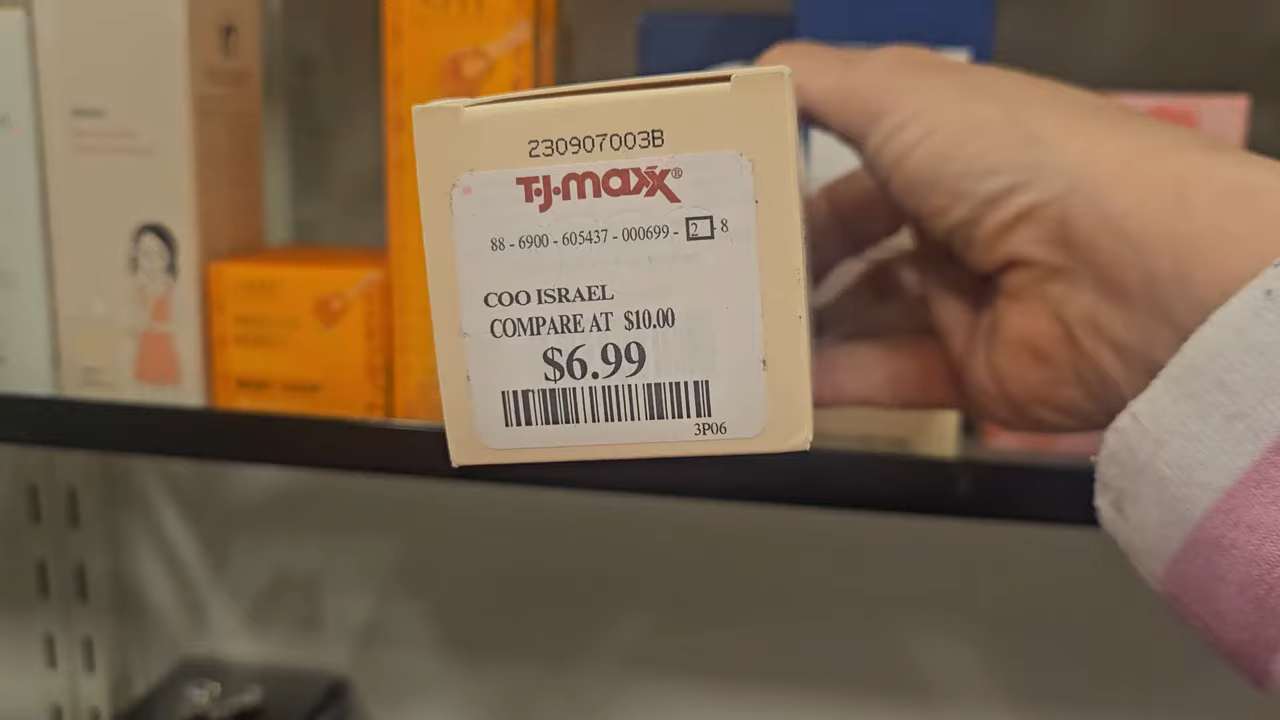 230907003B
T·J·maxx®
88 - 6900 - 605437 - 000699 - 2 - 8
COO ISRAEL
COMPARE AT $10.00
$6.99
3P06